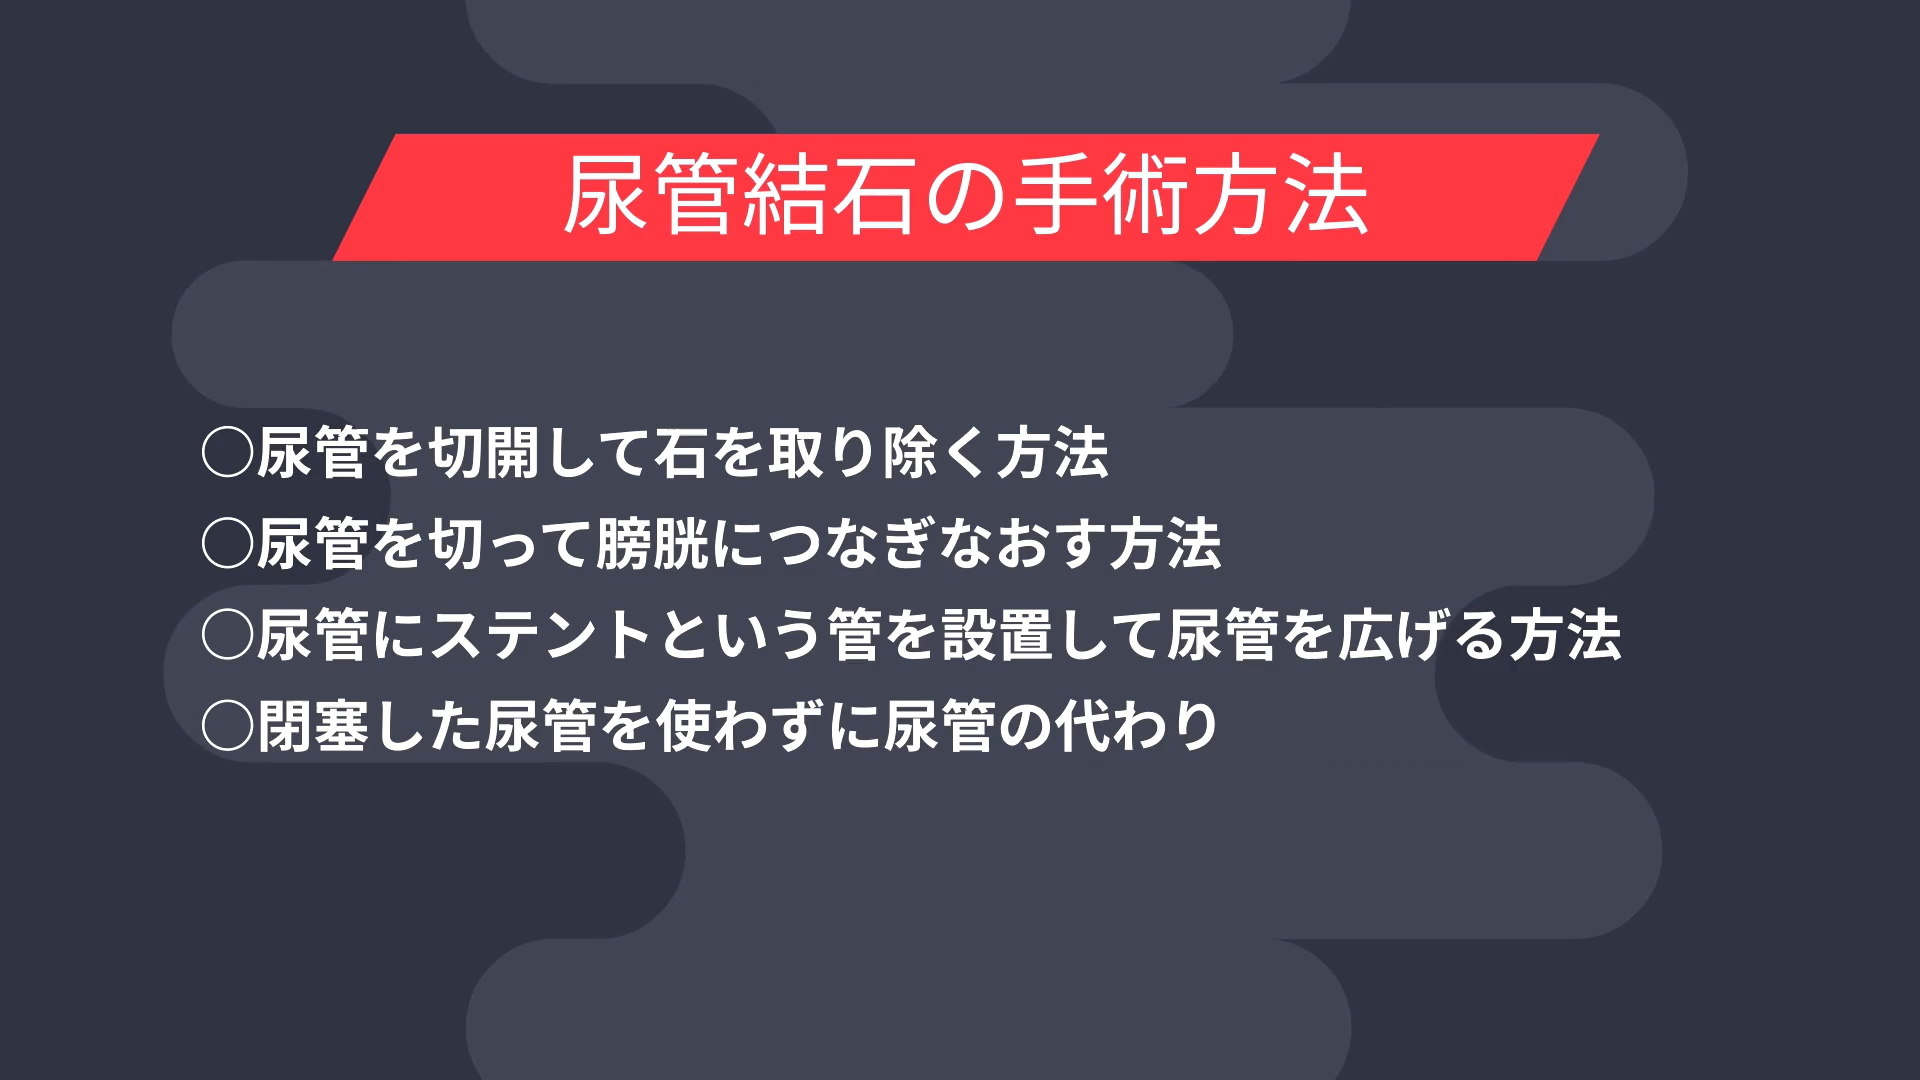 尿管結石の手術方法
◯尿管を切開して石を取り除く方法
◯尿管を切って膀胱につなぎなおす方法
◯尿管にステントという管を設置して尿管を広げる方法
◯閉塞した尿管を使わずに尿管の代わり